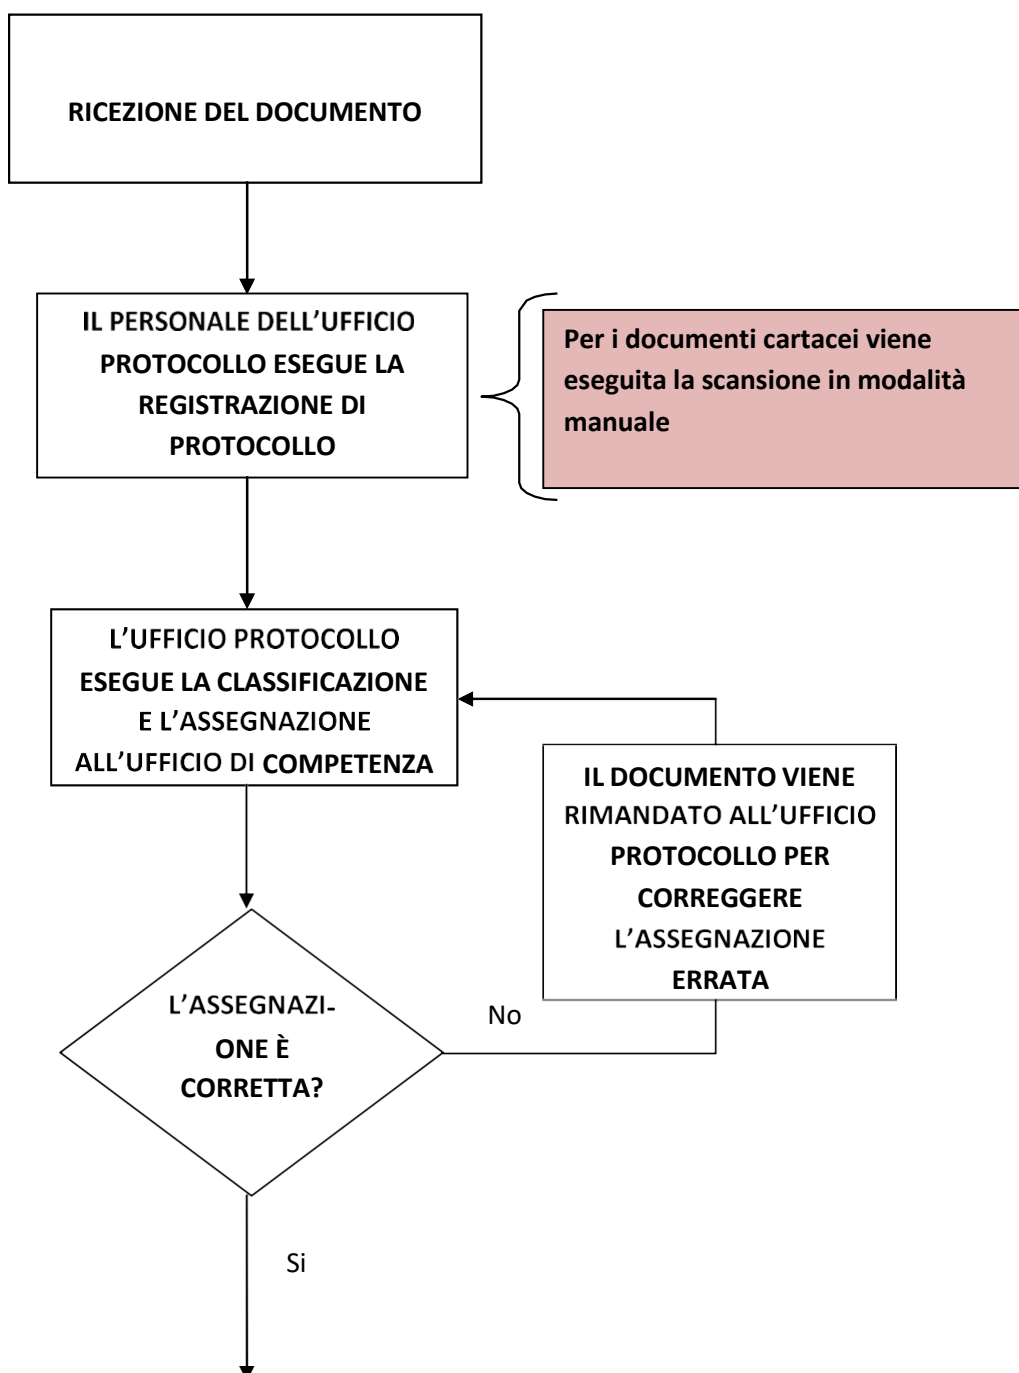 RICEZIONE DEL DOCUMENTO
IL PERSONALE DELL'UFFICIO
PROTOCOLLO ESEGUE LA
REGISTRAZIONE DI
PROTOCOLLO
Per i documenti cartacei viene
eseguita la scansione in modalità
manuale
L'UFFICIO PROTOCOLLO
ESEGUE LA CLASSIFICAZIONE
E L'ASSEGNAZIONE
ALL'UFFICIO DI COMPETENZA
IL DOCUMENTO VIENE
RIMANDATO ALL'UFFICIO
PROTOCOLLO PER
CORREGGERE
L'ASSEGNAZIONE
ERRATA
L'ASSEGNAZI-
ONE È
CORRETTA?
No
Si